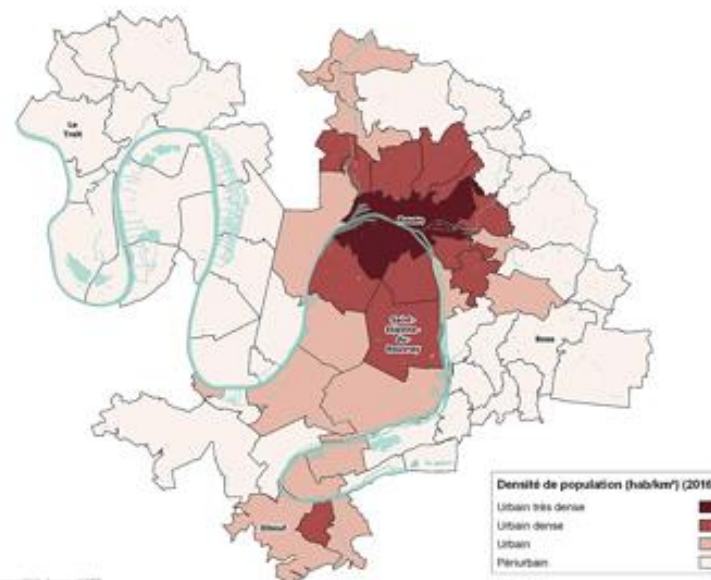 Le
Trait
Rouen
Saint-
Etienne-
du-
Rouvray
Boos
Elbeuf
Densité de population (hab/km²) (2016
Urbain très dense
Urbain dense
Urbain
Périurbain